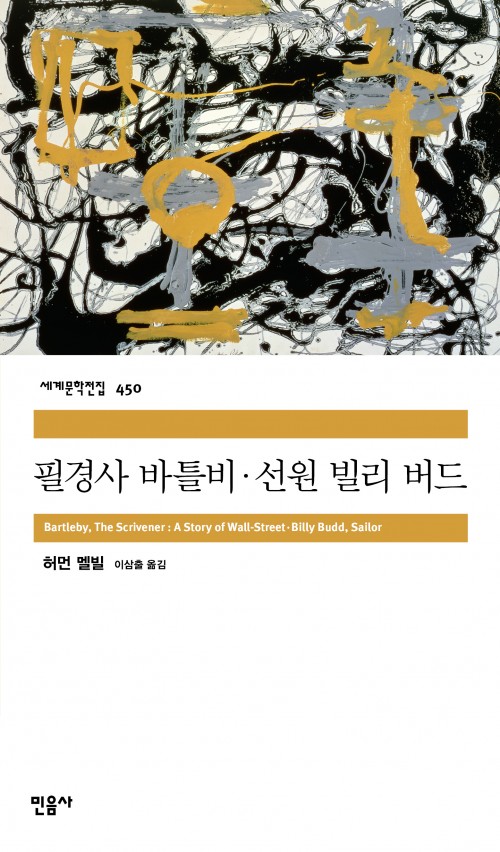 세계문학전집 450
필경사 바틀비·선원 빌리 버드
Bartleby, The Scrivener : A Story of Wall-Street·Billy Budd, Sailor
허먼 멜빌 이삼출 옮김
민음사